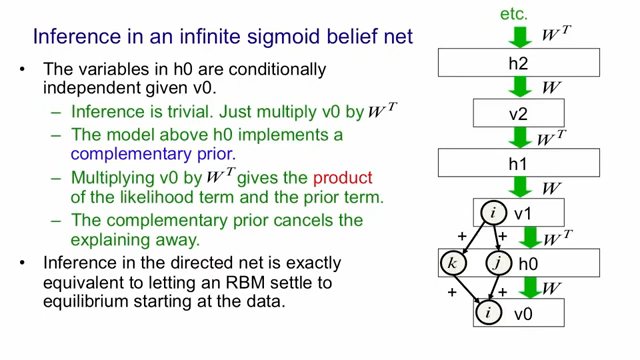 Inference in an infinite sigmoid belief net
• The variables in h0 are conditionally
independent given v0.
– Inference is trivial. Just multiply v0 by W^T
– The model above h0 implements a
complementary prior.
– Multiplying v0 by W^T gives the product
of the likelihood term and the prior term.
– The complementary prior cancels the
explaining away.
• Inference in the directed net is exactly
equivalent to letting an RBM settle to
equilibrium starting at the data.
etc.
W^T
h2
W
v2
W^T
h1
W
i v1
+ + W^T
k j h0
+ + W
i v0